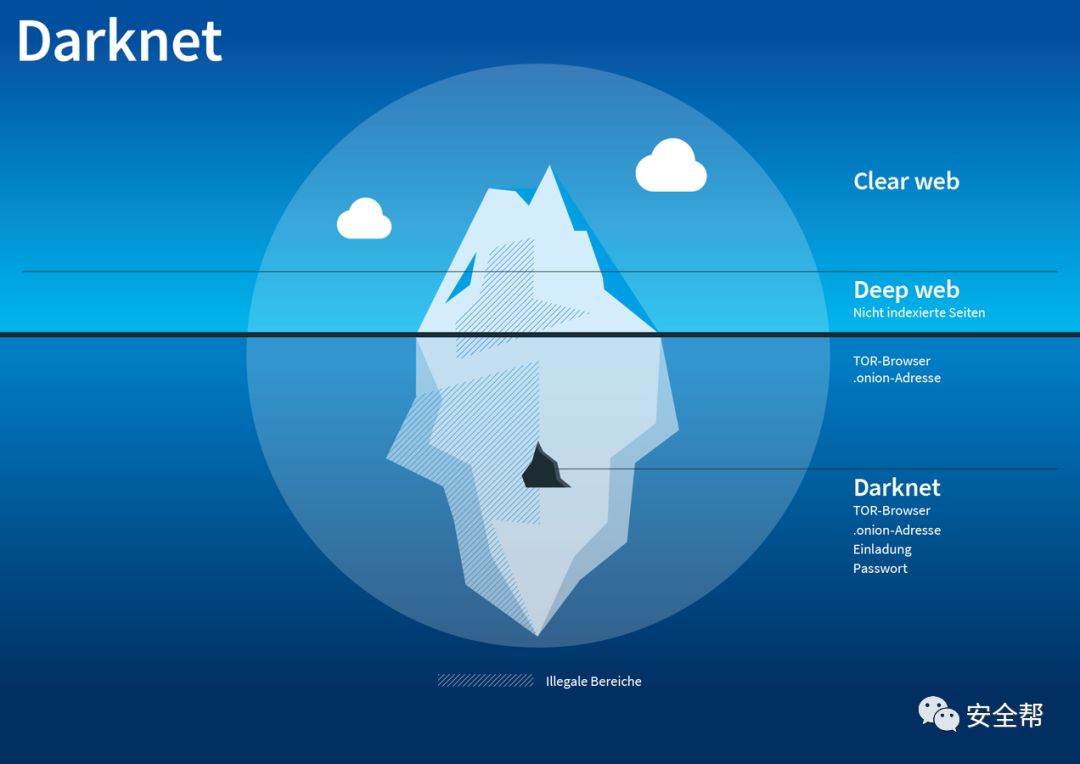 Darknet
Clear web
Deep web
Nicht indexierte Seiten
TOR-Browser
.onion-Adresse
Darknet
TOR-Browser
.onion-Adresse
Einladung
Passwort
Illegale Bereiche
安全帮